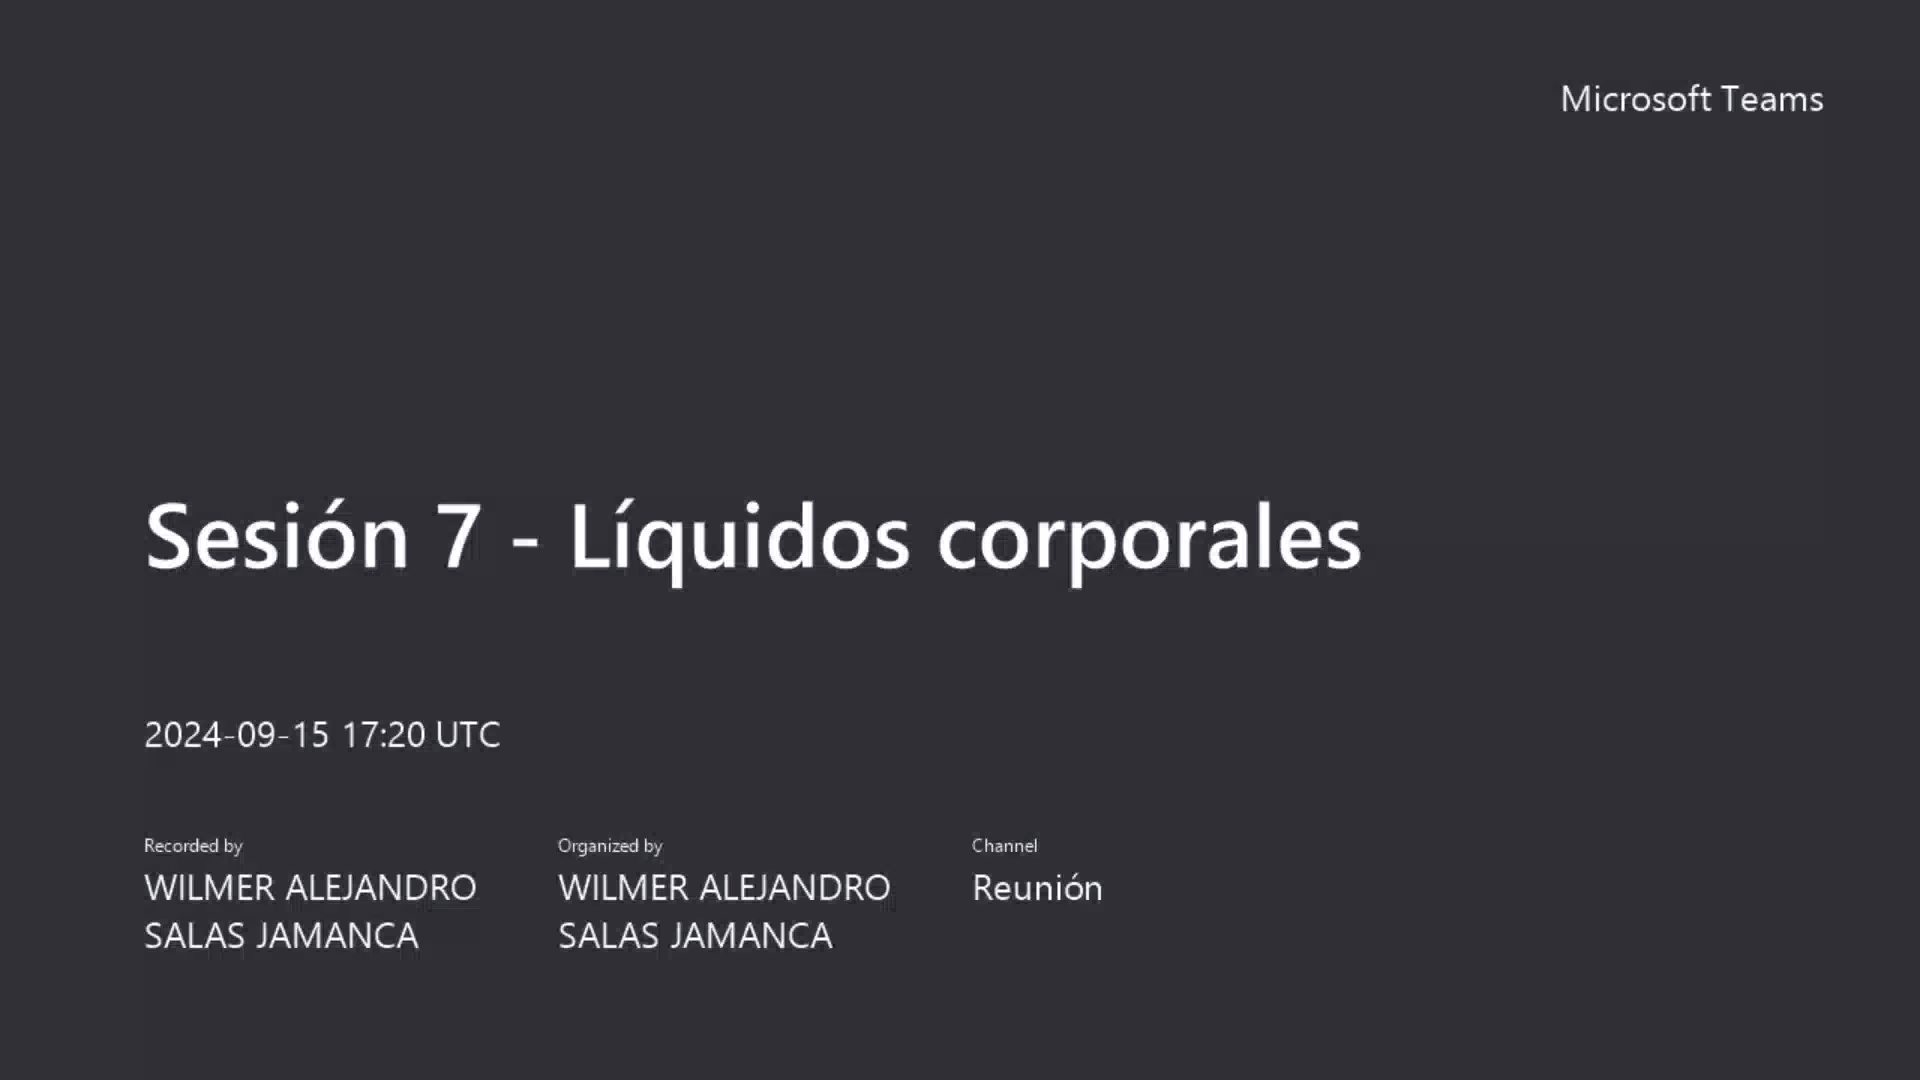 Microsoft Teams
Sesión 7 - Líquidos corporales
2024-09-15 17:20 UTC
Recorded by
WILMER ALEJANDRO
SALAS JAMANCA
Organized by
WILMER ALEJANDRO
SALAS JAMANCA
Channel
Reunión